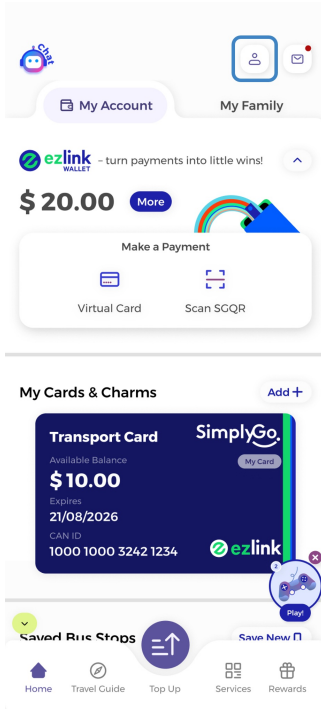 Chat
My Account
My Family
ezlink
WALLET
– turn payments into little wins!
$ 20.00
More
Make a Payment
Virtual Card
Scan SGQR
My Cards & Charms
Add +
Transport Card
SimplyGo.
Available Balance
My Card
$ 10.00
Expires
21/08/2026
CAN ID
1000 1000 3242 1234
ezlink
2
Play!
Saved Bus Stops
Save New
Home
Travel Guide
Top Up
Services
Rewards